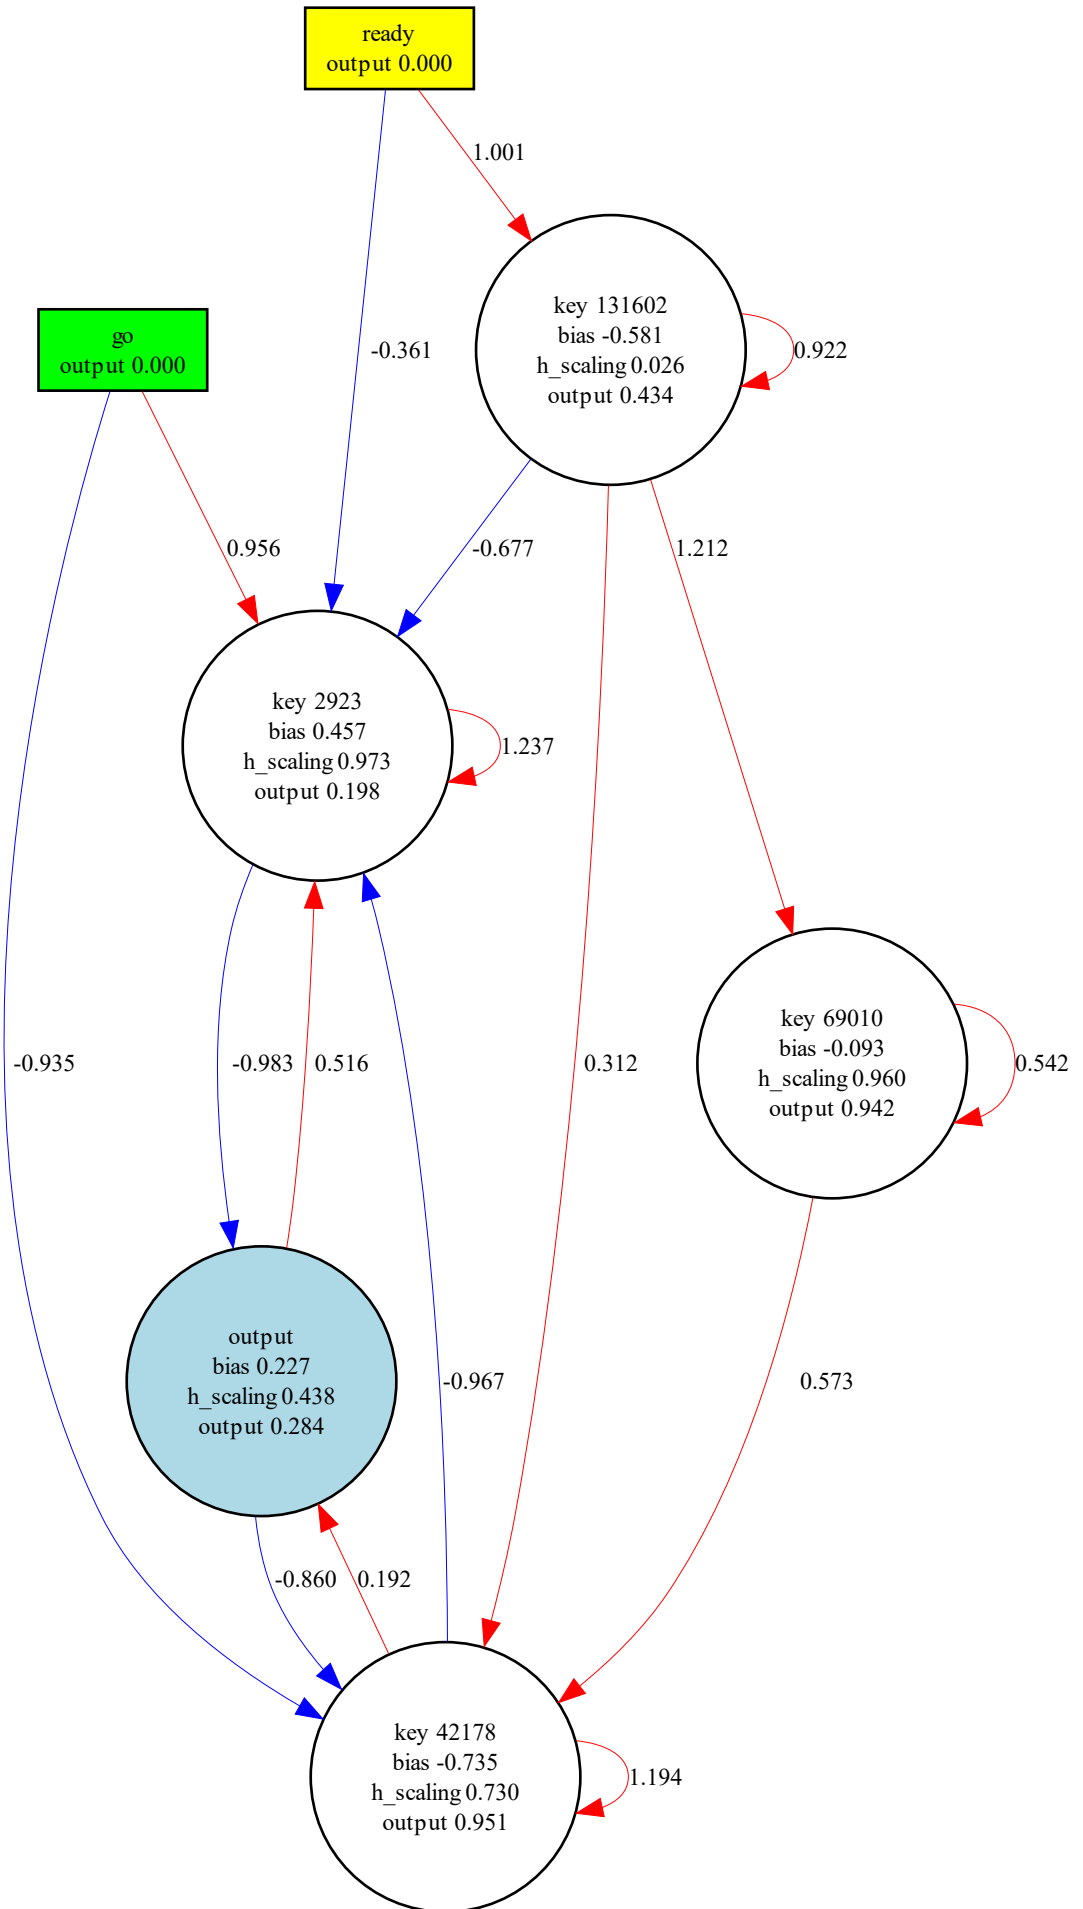 ready
output 0.000
1.001
key 131602
bias -0.581
h_scaling 0.026
output 0.434
0.922
go
output 0.000
-0.361
0.956
-0.677
1.212
key 2923
bias 0.457
h_scaling 0.973
output 0.198
1.237
key 69010
bias -0.093
h_scaling 0.960
output 0.942
0.542
-0.935
-0.983
0.516
0.312
output
bias 0.227
h_scaling 0.438
output 0.284
-0.967
0.573
-0.860
0.192
key 42178
bias -0.735
h_scaling 0.730
output 0.951
1.194